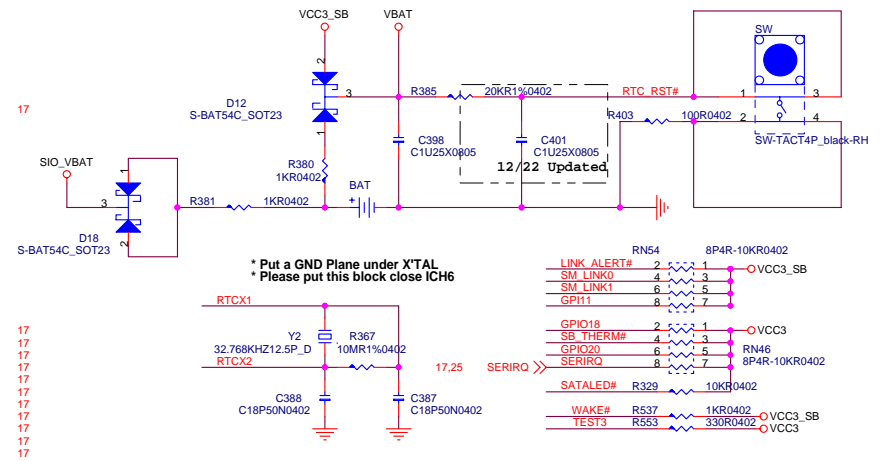 VCC3_SB
VBAT
SW
2
D12
S-BAT54C_SOT23
3
R385
20KR1%0402
RTC_RST#
1
3
17
R403
100R0402
2
4
SW-TACT4P_black-RH
1
C398
C1U25X0805
C401
C1U25X0805
12/22 Updated
SIO_VBAT
R380
1KR0402
BAT
+
1
3
R381
1KR0402
2
D18
S-BAT54C_SOT23
* Put a GND Plane under X'TAL
* Please put this block close ICH6
RN54
8P4R-10KR0402
LINK_ALERT# 2 1
VCC3_SB
SM_LINK0 4 3
SM_LINK1 6 5
GPI11 8 7
RTCX1
Y2
32.768KHZ12.5P_D
R367
10MR1%0402
RTCX2
C388
C18P50N0402
C387
C18P50N0402
GPIO18 2 1
VCC3
SB_THERM# 4 3
GPIO20 6 5
RN46
8P4R-10KR0402
17,25 SERIRQ
SERIRQ 8 7
SATALED# R329 10KR0402
WAKE# R537 1KR0402
VCC3_SB
TEST3 R553 330R0402
VCC3
17
17
17
17
17
17
17
17
17
17
17